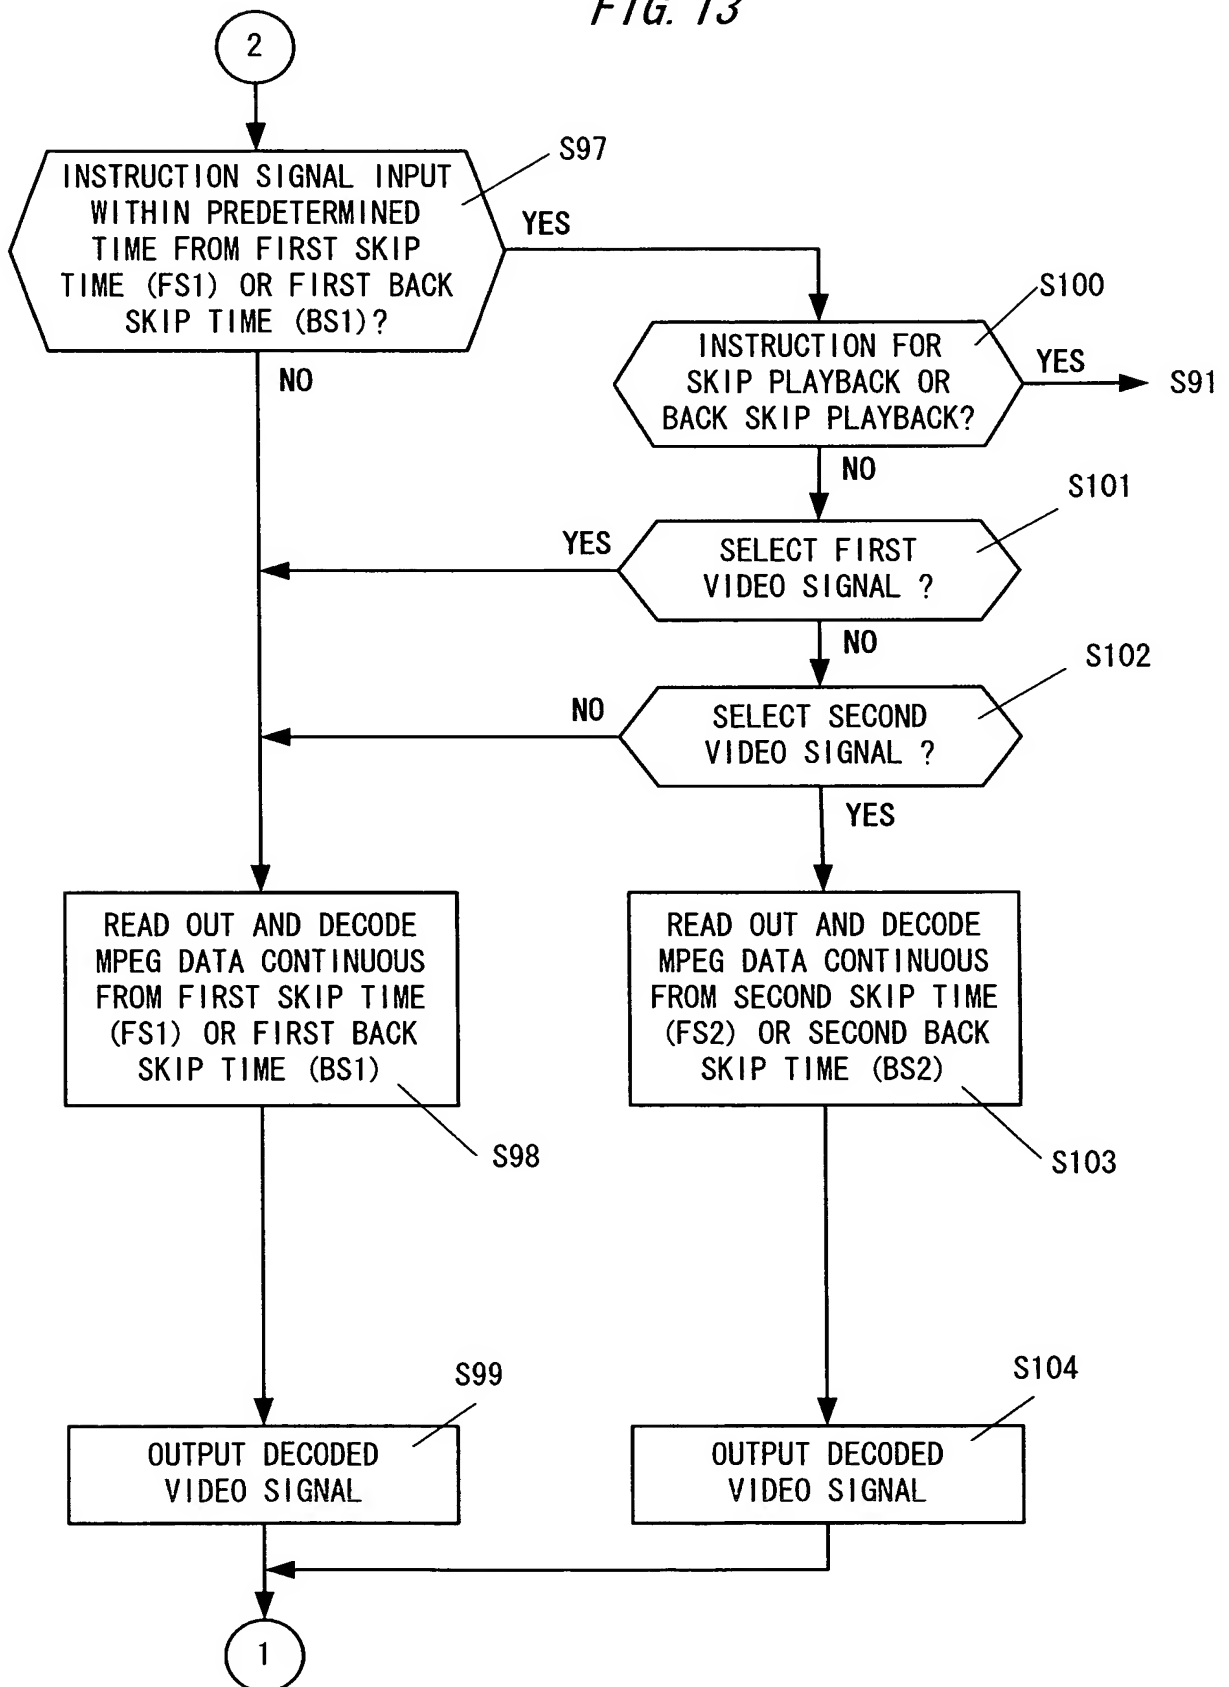 FIG. 13
2
S97
INSTRUCTION SIGNAL INPUT
WITHIN PREDETERMINED
TIME FROM FIRST SKIP
TIME (FS1) OR FIRST BACK
SKIP TIME (BS1)?
YES
NO
S100
INSTRUCTION FOR
SKIP PLAYBACK OR
BACK SKIP PLAYBACK?
YES
S91
NO
S101
YES
SELECT FIRST
VIDEO SIGNAL ?
NO
S102
NO
SELECT SECOND
VIDEO SIGNAL ?
YES
READ OUT AND DECODE
MPEG DATA CONTINUOUS
FROM FIRST SKIP TIME
(FS1) OR FIRST BACK
SKIP TIME (BS1)
S98
READ OUT AND DECODE
MPEG DATA CONTINUOUS
FROM SECOND SKIP TIME
(FS2) OR SECOND BACK
SKIP TIME (BS2)
S103
S99
OUTPUT DECODED
VIDEO SIGNAL
S104
OUTPUT DECODED
VIDEO SIGNAL
1